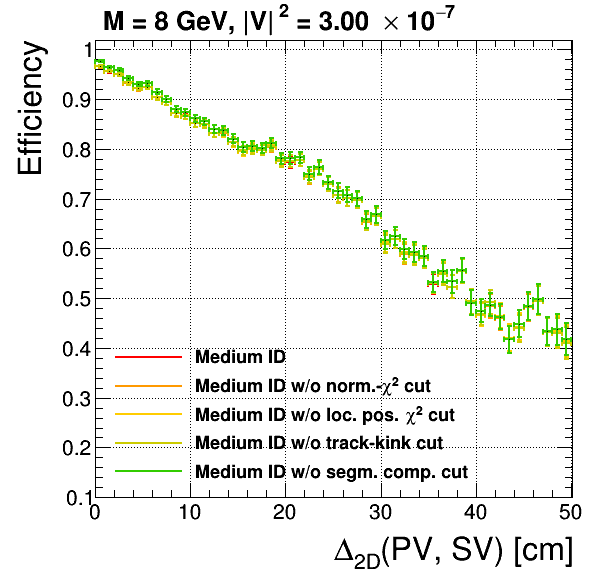 M = 8 GeV, |V|² = 3.00 × 10⁻⁷
Efficiency
1
0.9
0.8
0.7
0.6
0.5
0.4
0.3
0.2
0.1
Medium ID
Medium ID w/o norm.-χ² cut
Medium ID w/o loc. pos. χ² cut
Medium ID w/o track-kink cut
Medium ID w/o segm. comp. cut
0 10 20 30 40 50
Δ₂D(PV, SV) [cm]